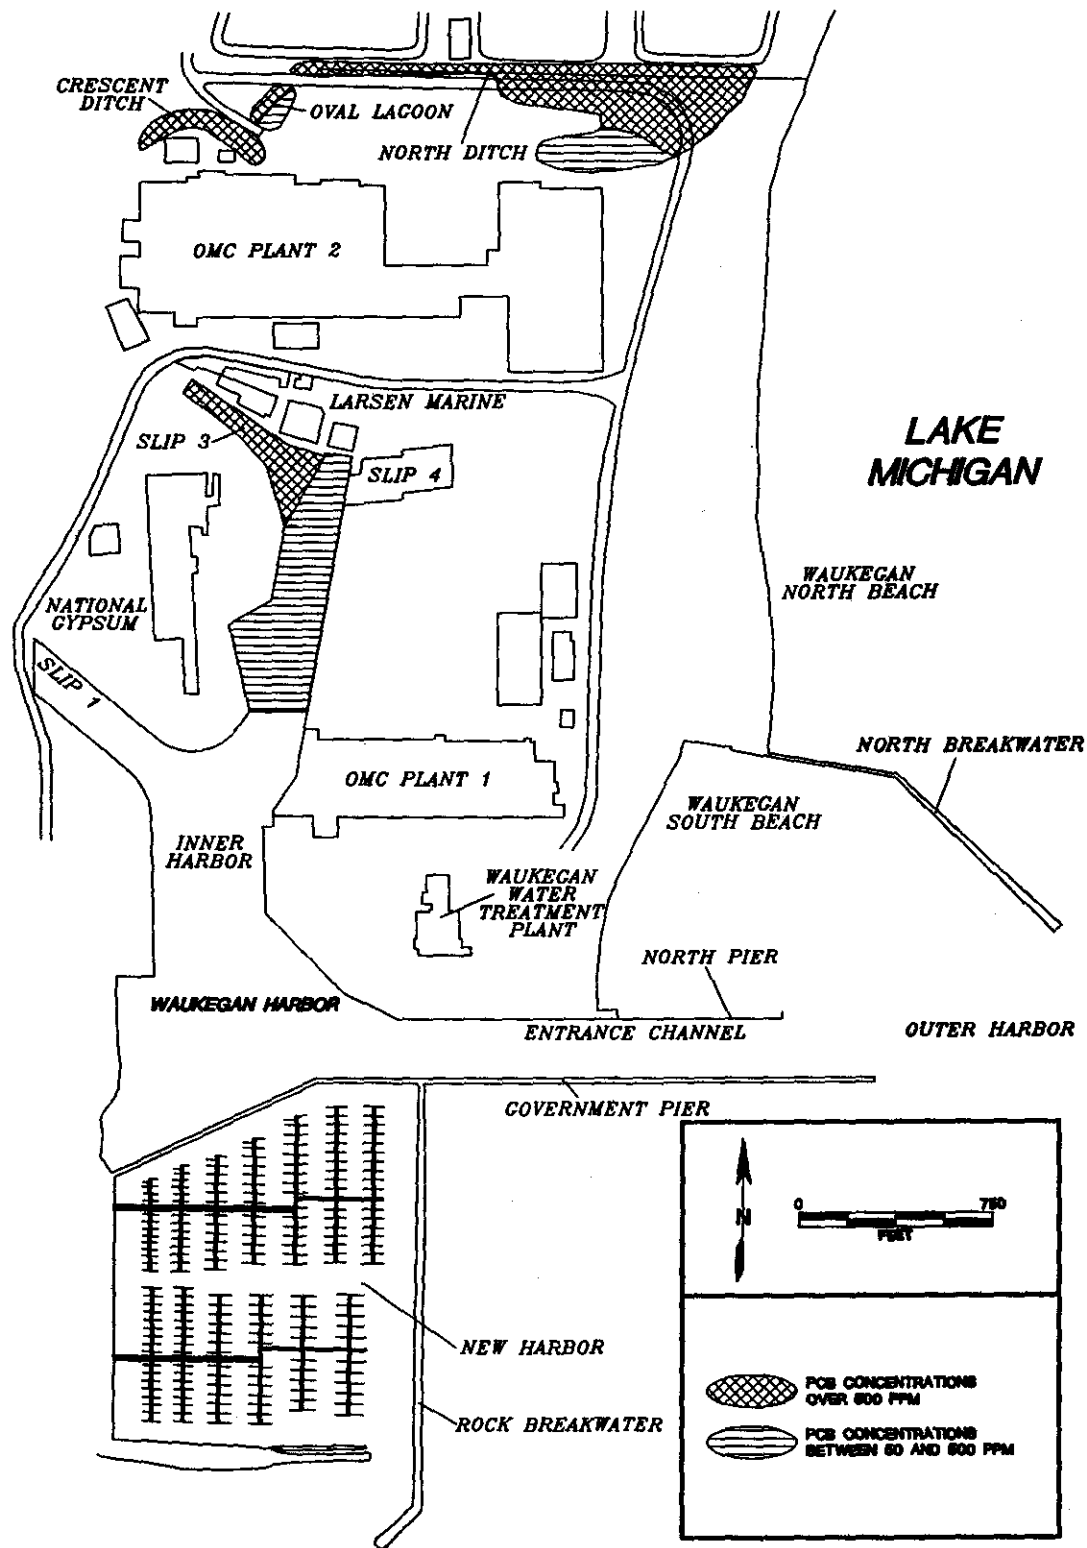 CRESCENT
DITCH
OVAL LAGOON
NORTH DITCH
OMC PLANT 2
LARSEN MARINE
SLIP 3
SLIP 4
LAKE
MICHIGAN
WAUKEGAN
NORTH BEACH
NATIONAL
GYPSUM
SLIP 1
NORTH BREAKWATER
OMC PLANT 1
WAUKEGAN
SOUTH BEACH
INNER
HARBOR
WAUKEGAN
WATER
TREATMENT
PLANT
NORTH PIER
WAUKEGAN HARBOR
ENTRANCE CHANNEL
OUTER HARBOR
GOVERNMENT PIER
N
0 750
FEET
NEW HARBOR
PCB CONCENTRATIONS
OVER 500 PPM
ROCK BREAKWATER
PCB CONCENTRATIONS
BETWEEN 50 AND 500 PPM